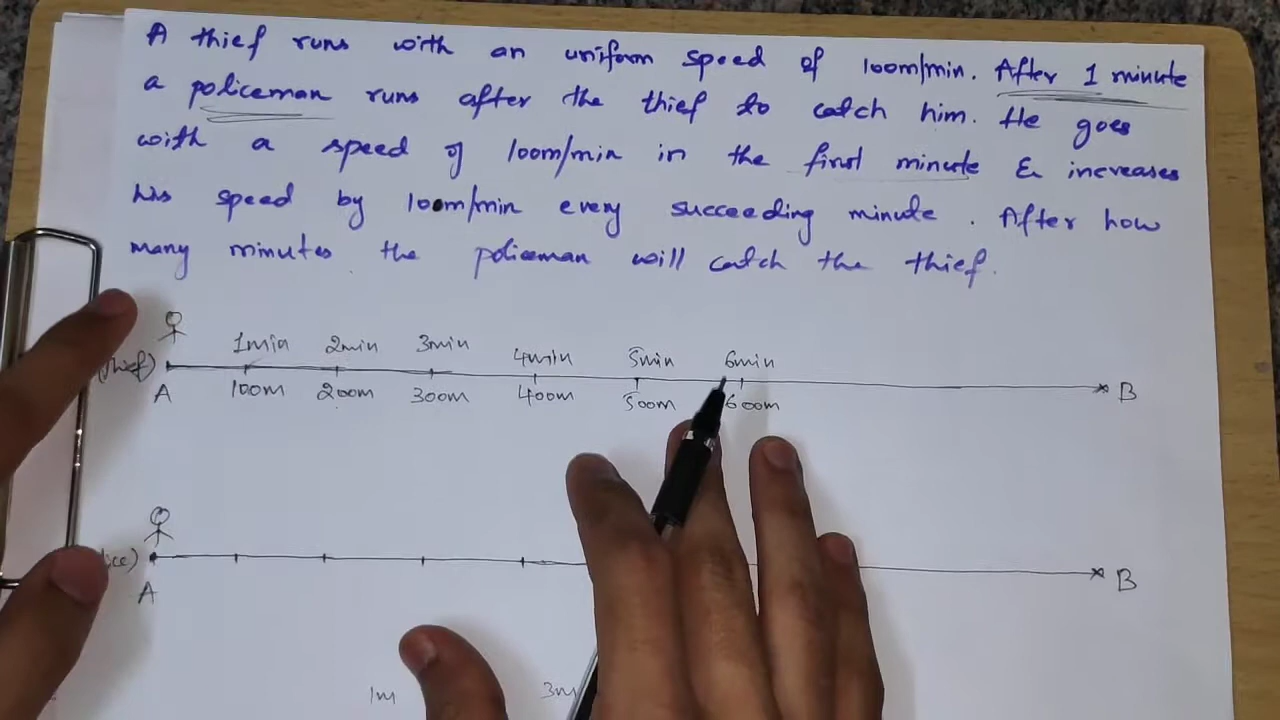 A thief runs with an uniform speed of 100m/min. After 1 minute
a policeman runs after the thief to catch him. He goes
with a speed of 100m/min in the first minute & increases
his speed by 100m/min every succeeding minute. After how
many minutes the policeman will catch the thief.
1min 2min 3min 4min 5min 6min
A 100m 200m 300m 400m 500m 600m B
A B
1m 3m